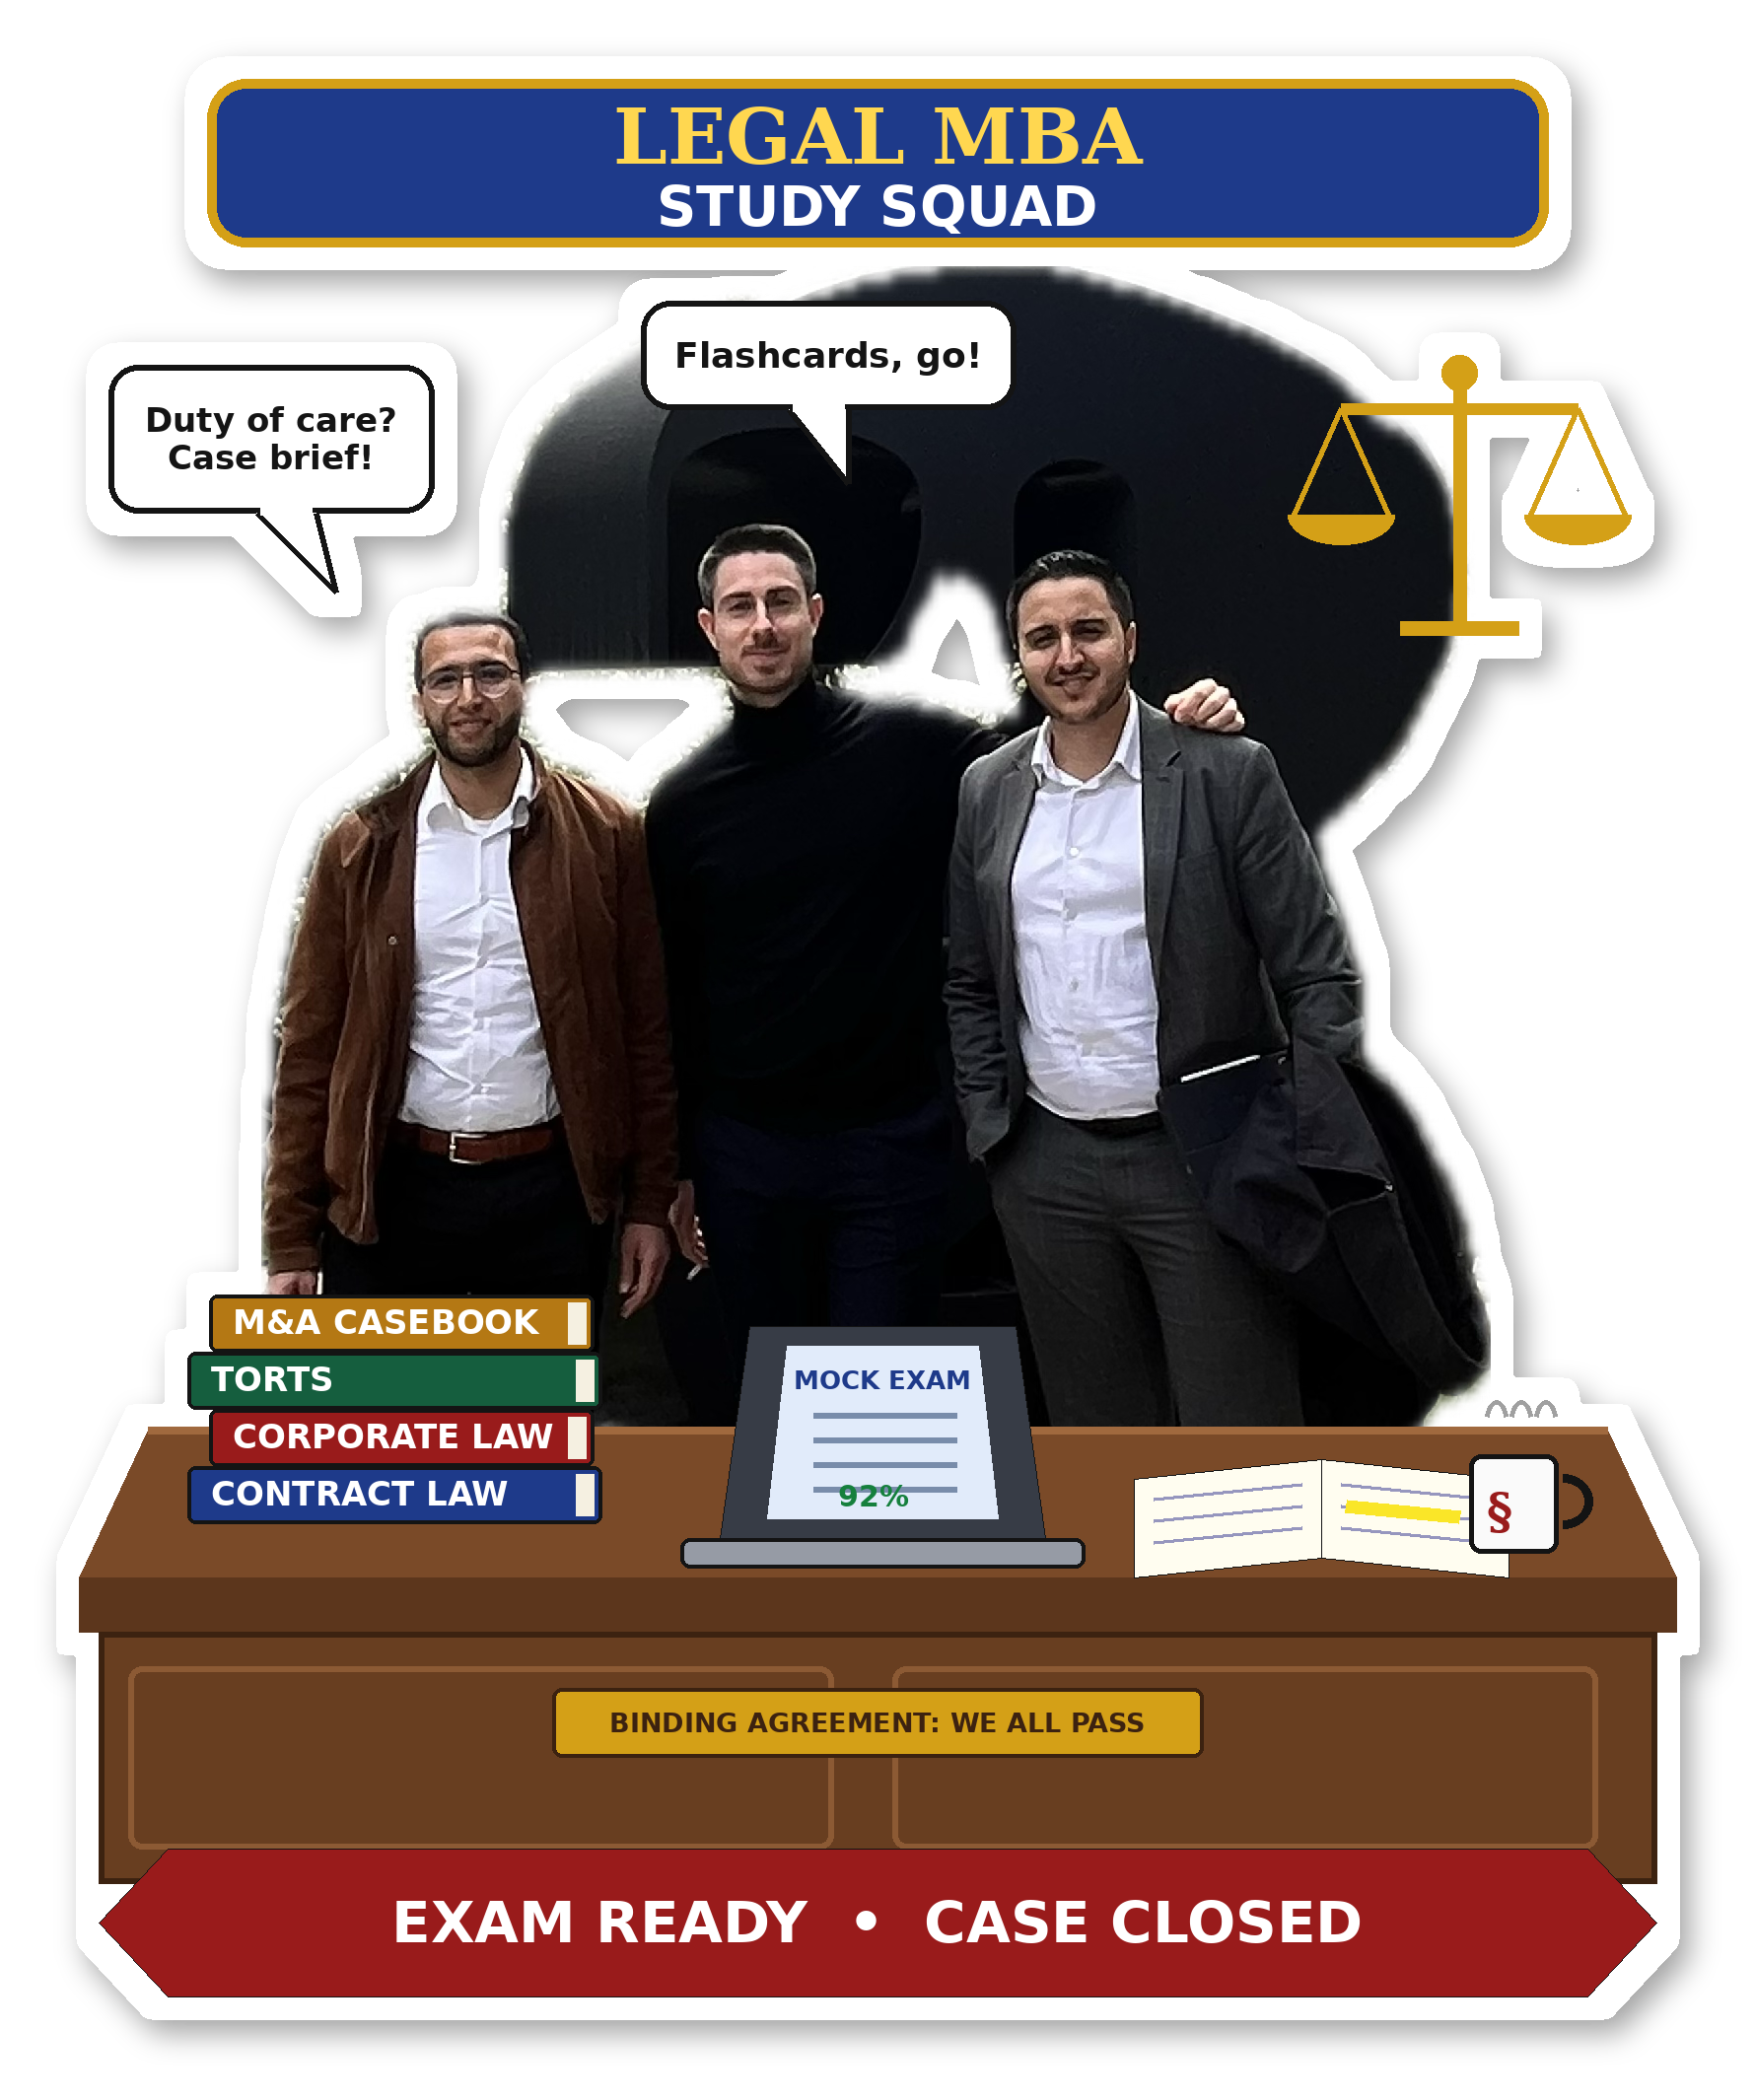 LEGAL MBA
STUDY SQUAD
Flashcards, go!
Duty of care?
Case brief!
M&A CASEBOOK
TORTS
CORPORATE LAW
CONTRACT LAW
MOCK EXAM
92%
§
BINDING AGREEMENT: WE ALL PASS
EXAM READY • CASE CLOSED